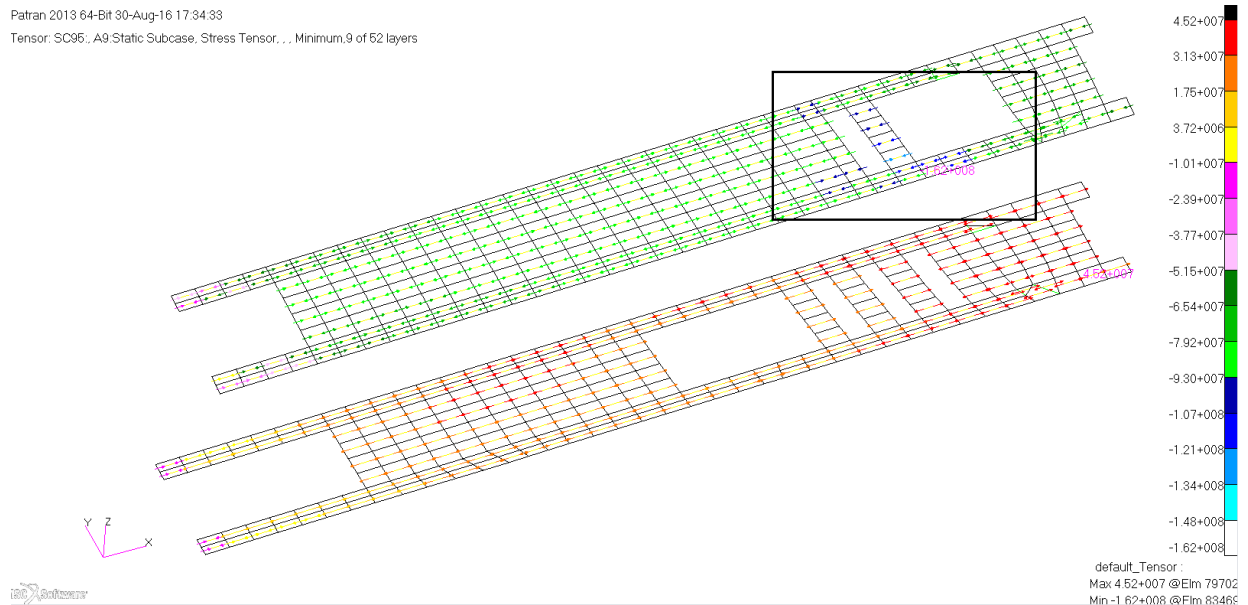 Patran 2013 64-Bit 30-Aug-16 17:34:33
Tensor: SC95:, A9:Static Subcase, Stress Tensor, , , Minimum,9 of 52 layers
4.52+007
3.13+007
1.75+007
3.72+006
-1.01+007
-2.39+007
-3.77+007
-5.15+007
-6.54+007
-7.92+007
-9.30+007
-1.07+008
-1.21+008
-1.34+008
-1.48+008
-1.62+008
4.52+007
Y
Z
X
default_Tensor :
Max 4.52+007 @Elm 79702
Min -1.62+008 @Elm 83469
Software